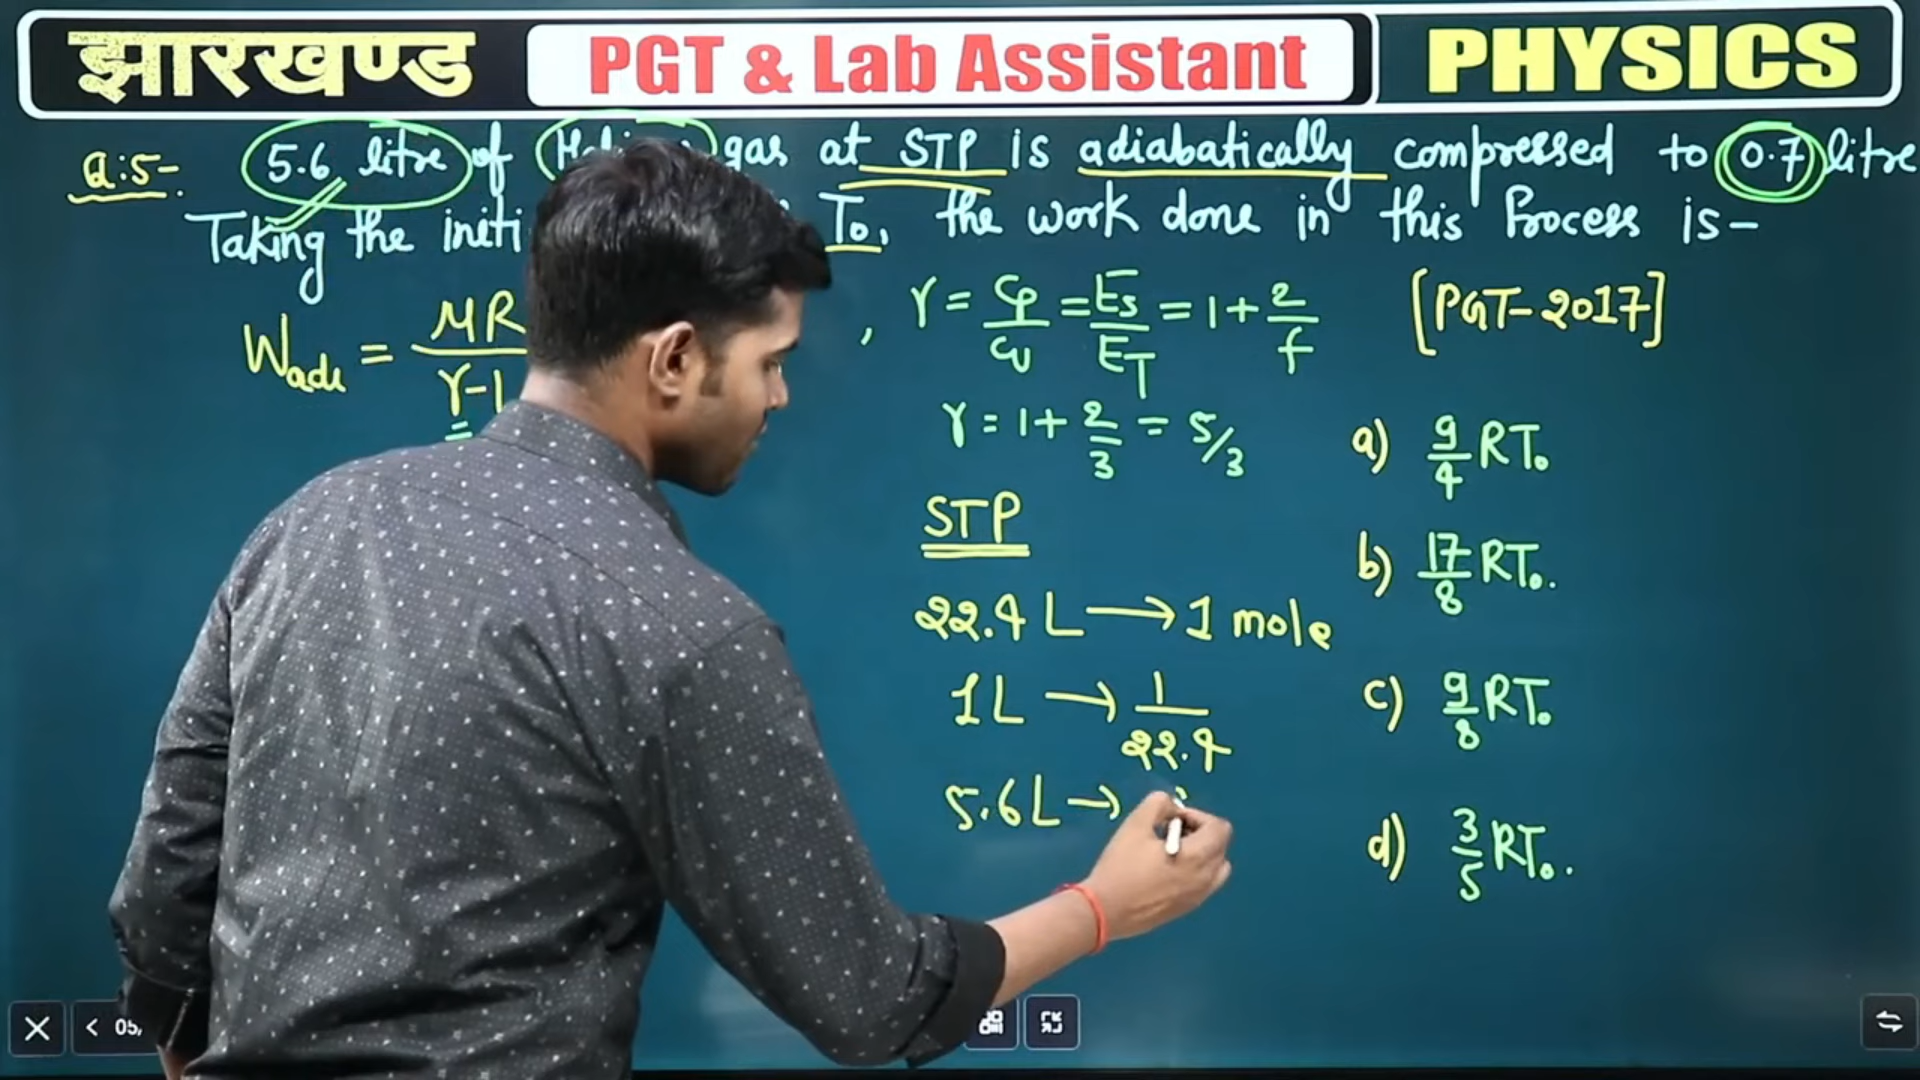 झारखण्ड PGT & Lab Assistant PHYSICS
Q:5- 5.6 litre of gas at STP is adiabatically compressed to 0.7 litre
Taking the initi To, the work done in this Process is-
Wadi = μR / γ-1
, γ = Cp/Cv = Es/ET = 1 + 2/f
[PGT-2017]
γ = 1 + 2/3 = 5/3
STP
22.4 L → 1 mole
1L → 1/22.4
5.6L →
a) 9/4 RT₀
b) 17/8 RT₀.
c) 9/8 RT₀
d) 3/5 RT₀.
< 05/